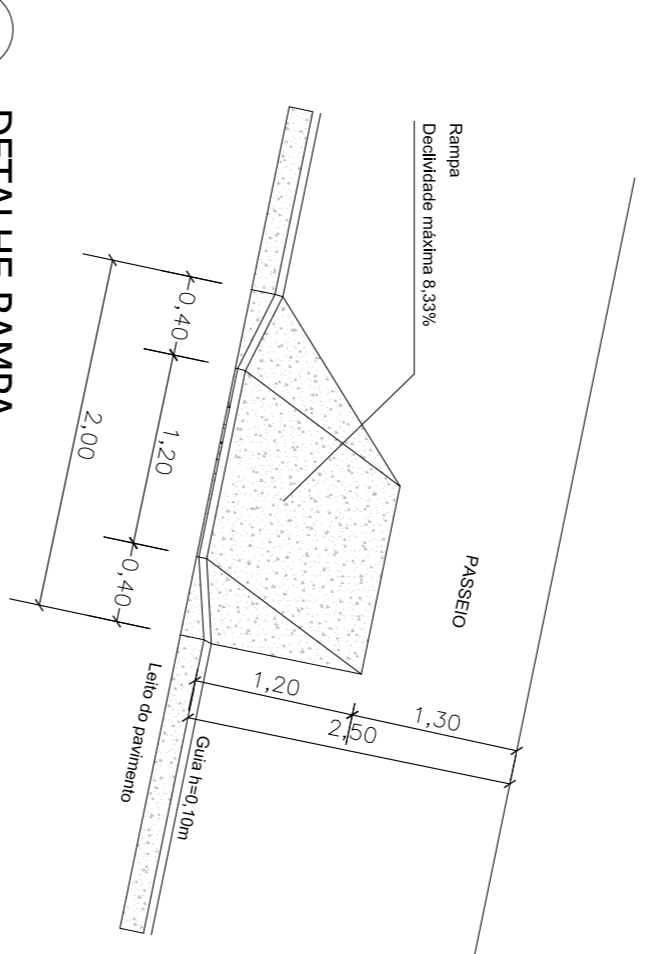 DETALHE RAMPA
Rampa
Declividade máxima 8,33%
PASSEIO
0,40
1,20
0,40
2,00
1,20
1,30
2,50
Guia h=0,10m
Leito do pavimento